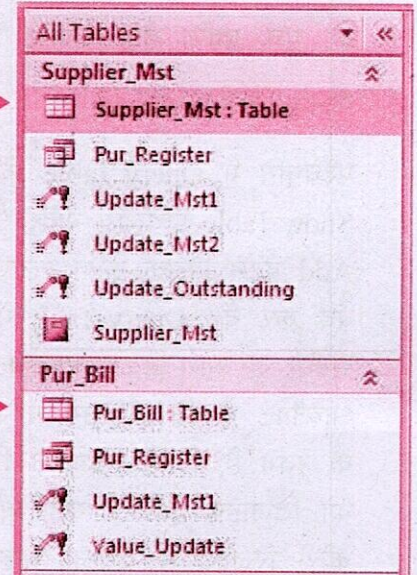 All Tables
Supplier_Mst
Supplier_Mst : Table
Pur_Register
Update_Mst1
Update_Mst2
Update_Outstanding
Supplier_Mst
Pur_Bill
Pur_Bill : Table
Pur_Register
Update_Mst1
Value_Update